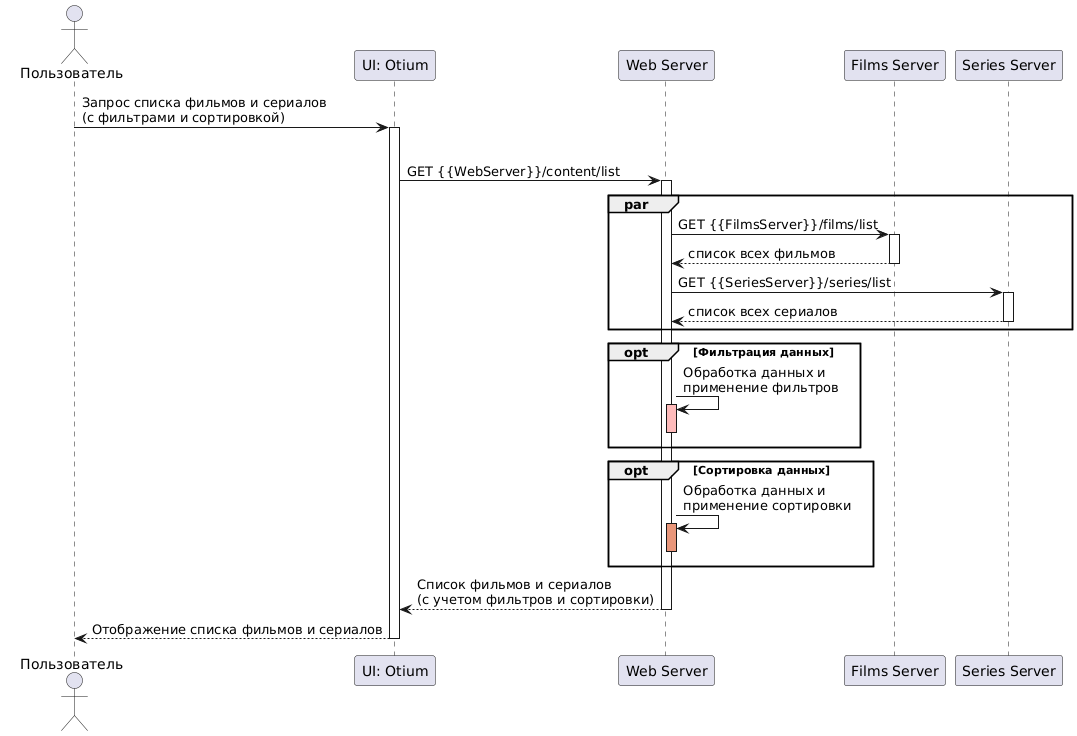 Пользователь
UI: Otium
Web Server
Films Server
Series Server
Запрос списка фильмов и сериалов
(с фильтрами и сортировкой)
GET {{WebServer}}/content/list
par
GET {{FilmsServer}}/films/list
список всех фильмов
GET {{SeriesServer}}/series/list
список всех сериалов
opt
[Фильтрация данных]
Обработка данных и
применение фильтров
opt
[Сортировка данных]
Обработка данных и
применение сортировки
Список фильмов и сериалов
(с учетом фильтров и сортировки)
Отображение списка фильмов и сериалов
Пользователь
UI: Otium
Web Server
Films Server
Series Server